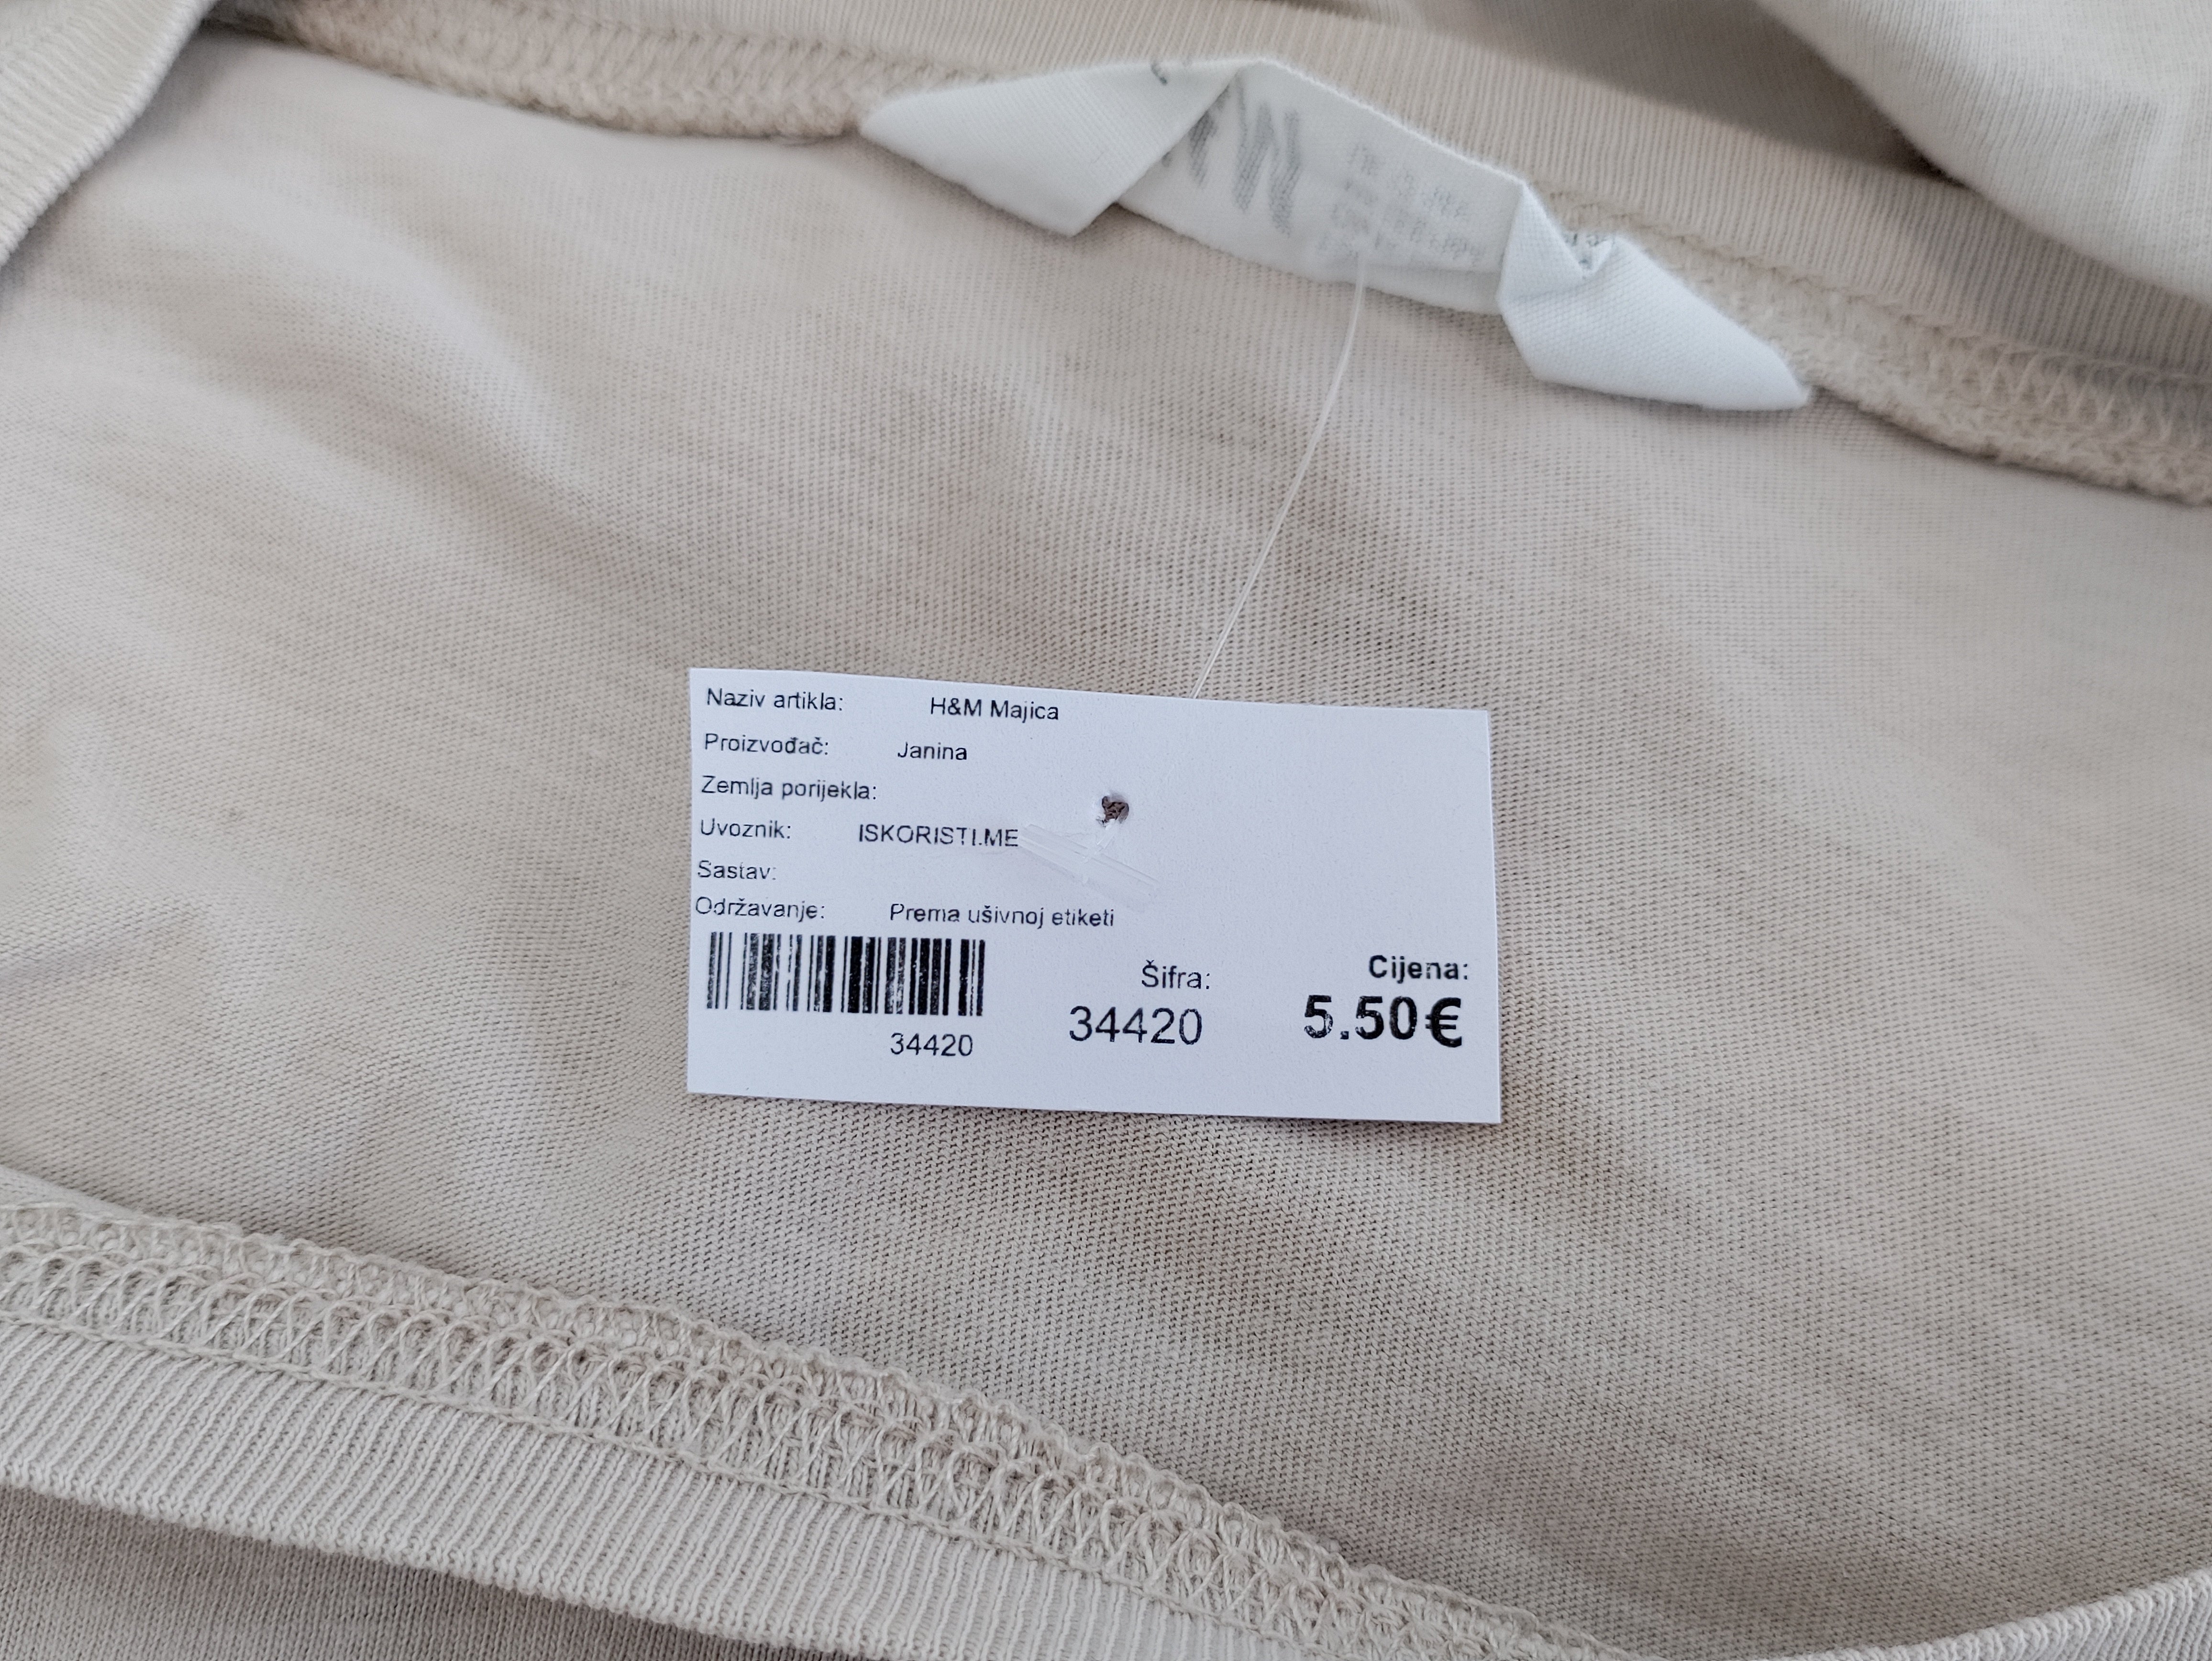 Naziv artikla: H&M Majica
Proizvođač: Janina
Zemlja porijekla:
Uvoznik: ISKORISTI.ME
Sastav:
Održavanje: Prema ušivnoj etiketi
34420
Šifra:
34420
Cijena:
5.50€